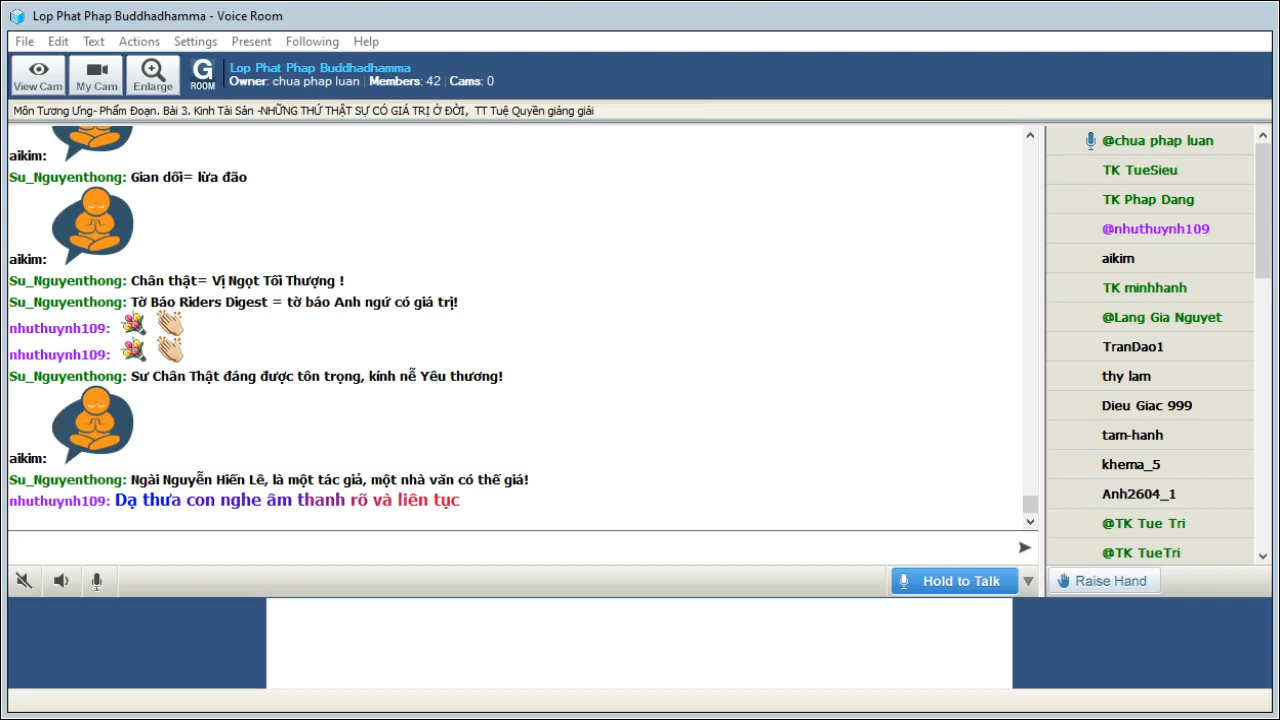 Lop Phat Phap Buddhadhamma - Voice Room
File Edit Text Actions Settings Present Following Help
View Cam My Cam Enlarge G ROOM
Lop Phat Phap Buddhadhamma
Owner: chua phap luan Members: 42 Cams: 0
Môn Tương Ưng- Phẩm Đoạn. Bài 3. Kinh Tài Sản -NHỮNG THỨ THẬT SỰ CÓ GIÁ TRỊ Ở ĐỜI, TT Tuệ Quyền giảng giải
aikim:
Su_Nguyenthong: Gian dối= lừa đão
aikim:
Su_Nguyenthong: Chân thật= Vị Ngọt Tối Thượng !
Su_Nguyenthong: Tờ Báo Riders Digest = tờ báo Anh ngứ có giá trị!
nhuthuynh109:
nhuthuynh109:
Su_Nguyenthong: Sư Chân Thật đáng được tôn trọng, kính nễ Yêu thương!
aikim:
Su_Nguyenthong: Ngài Nguyễn Hiến Lê, là một tác giả, một nhà văn có thế giá!
nhuthuynh109: Dạ thưa con nghe âm thanh rõ và liên tục
@chua phap luan
TK TueSieu
TK Phap Dang
@nhuthuynh109
aikim
TK minhhanh
@Lang Gia Nguyet
TranDao1
thy lam
Dieu Giac 999
tam-hanh
khema_5
Anh2604_1
@TK Tue Tri
@TK TueTri
Hold to Talk
Raise Hand